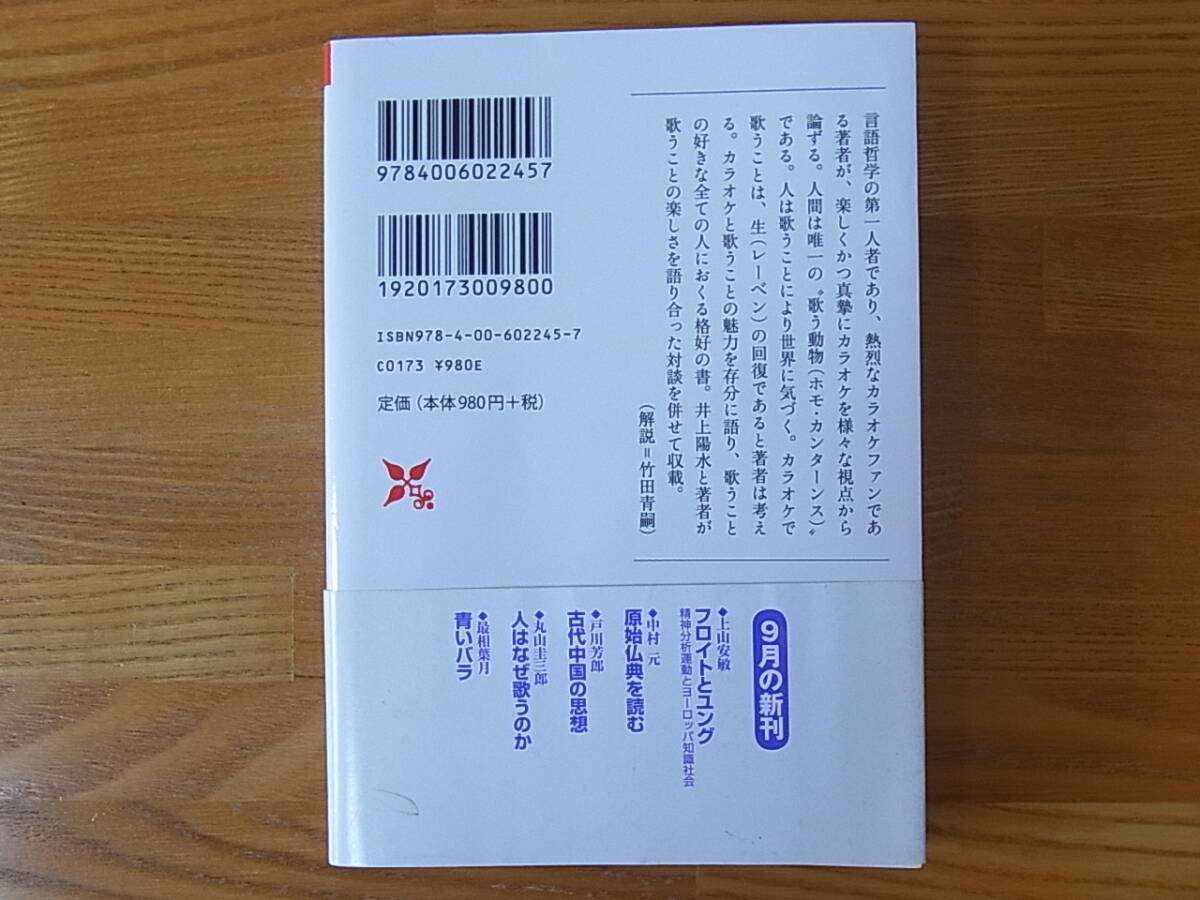 言語哲学の第一人者であり、熱烈なカラオケファンであ
る著者が、楽しくかつ真摯にカラオケを様々な視点から
論ずる。人間は唯一の〝歌う動物（ホモ・カンターンス）〟
である。人は歌うことにより世界に気づく。カラオケで
歌うことは、生（レーベン）の回復であると著者は考え
る。カラオケと歌うことの魅力を存分に語り、歌うこと
の好きな全ての人におくる格好の書。井上陽水と著者が
歌うことの楽しさを語り合った対談を併せて収載。
（解説＝竹田青嗣）
9784006022457
1920173009800
ISBN978-4-00-602245-7
C0173 ¥980E
定価（本体980円＋税）
9月の新刊
◆上山安敏
フロイトとユング
精神分析運動とヨーロッパ知識社会
◆中村 元
原始仏典を読む
◆戸川芳郎
古代中国の思想
◆丸山圭三郎
人はなぜ歌うのか
◆最相葉月
青いバラ